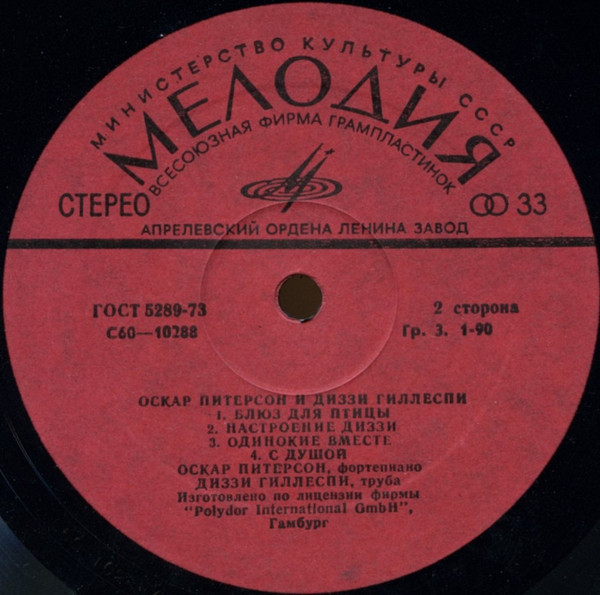 МИНИСТЕРСТВО КУЛЬТУРЫ СССР
МЕЛОДИЯ
ВСЕСОЮЗНАЯ ФИРМА ГРАМПЛАСТИНОК
СТЕРЕО
33
АПРЕЛЕВСКИЙ ОРДЕНА ЛЕНИНА ЗАВОД
ГОСТ 5289-73
2 сторона
С60—10288
Гр. 3. 1-90
ОСКАР ПИТЕРСОН И ДИЗЗИ ГИЛЛЕСПИ
1. БЛЮЗ ДЛЯ ПТИЦЫ
2. НАСТРОЕНИЕ ДИЗЗИ
3. ОДИНОКИЕ ВМЕСТЕ
4. С ДУШОЙ
ОСКАР ПИТЕРСОН, фортепиано
ДИЗЗИ ГИЛЛЕСПИ, труба
Изготовлено по лицензии фирмы
"Polydor International GmbH",
Гамбург